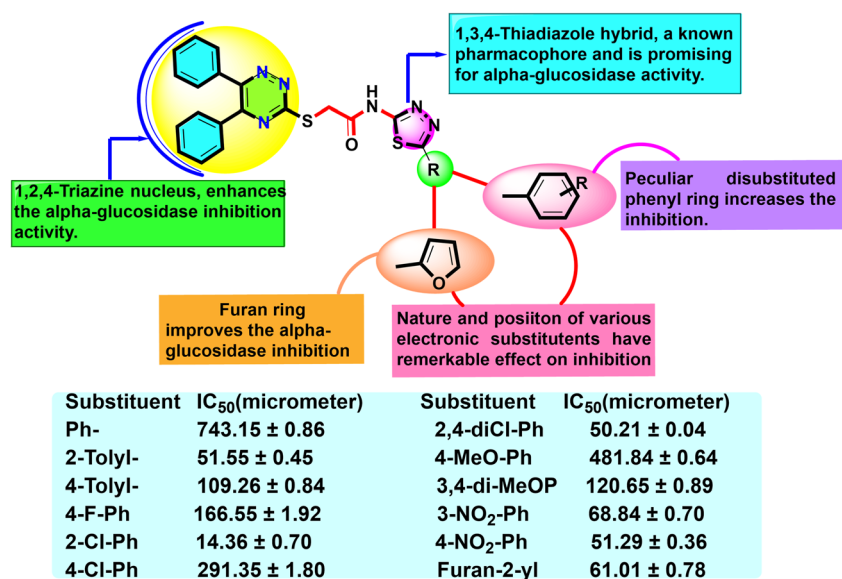 1,3,4-Thiadiazole hybrid, a known
pharmacophore and is promising
for alpha-glucosidase activity.
N
N
N
S
O
H
N
N
N
S
R
1,2,4-Triazine nucleus, enhances
the alpha-glucosidase inhibition
activity.
R
Peculiar disubstituted
phenyl ring increases the
inhibition.
O
Furan ring
improves the alpha-
glucosidase inhibition
Nature and posiiton of various
electronic substitutents have
remerkable effect on inhibition
Substituent IC50(micrometer) Substituent IC50(micrometer)
Ph- 743.15 ± 0.86 2,4-diCl-Ph 50.21 ± 0.04
2-Tolyl- 51.55 ± 0.45 4-MeO-Ph 481.84 ± 0.64
4-Tolyl- 109.26 ± 0.84 3,4-di-MeOP 120.65 ± 0.89
4-F-Ph 166.55 ± 1.92 3-NO2-Ph 68.84 ± 0.70
2-Cl-Ph 14.36 ± 0.70 4-NO2-Ph 51.29 ± 0.36
4-Cl-Ph 291.35 ± 1.80 Furan-2-yl 61.01 ± 0.78